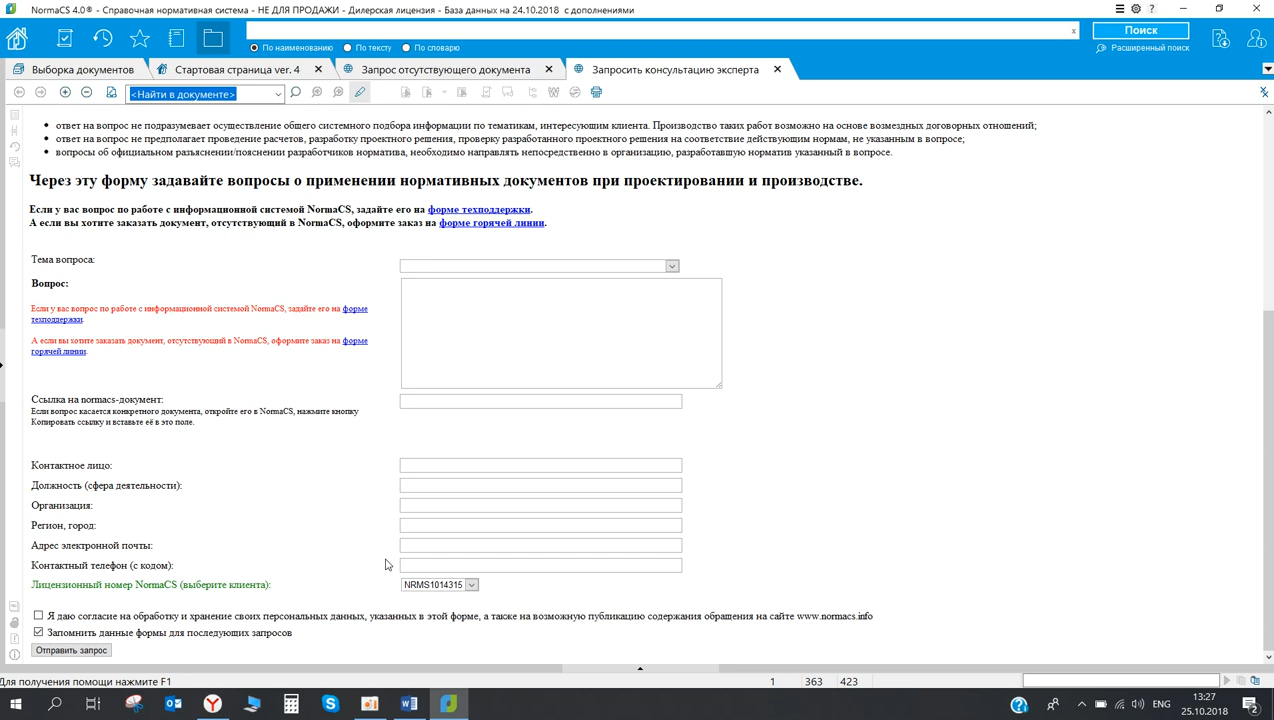 NormaCS 4.0® - Справочная нормативная система - НЕ ДЛЯ ПРОДАЖИ - Дилерская лицензия - База данных на 24.10.2018 с дополнениями
x
Поиск
По наименованию По тексту По словарю
Расширенный поиск
Выборка документов Стартовая страница ver. 4 Запрос отсутствующего документа Запросить консультацию эксперта
<Найти в документе>
• ответ на вопрос не подразумевает осуществление общего системного подбора информации по тематикам, интересующим клиента. Производство таких работ возможно на основе возмездных договорных отношений;
• ответ на вопрос не предполагает проведение расчетов, разработку проектного решения, проверку разработанного проектного решения на соответствие действующим нормам, не указанным в вопросе;
• вопросы об официальном разъяснении/пояснении разработчиков норматива, необходимо направлять непосредственно в организацию, разработавшую норматив указанный в вопросе.
Через эту форму задавайте вопросы о применении нормативных документов при проектировании и производстве.
Если у вас вопрос по работе с информационной системой NormaCS, задайте его на форме техподдержки.
А если вы хотите заказать документ, отсутствующий в NormaCS, оформите заказ на форме горячей линии.
Тема вопроса:
Вопрос:
Если у вас вопрос по работе с информационной системой NormaCS, задайте его на форме
техподдержки.
А если вы хотите заказать документ, отсутствующий в NormaCS, оформите заказ на форме
горячей линии.
Ссылка на normacs-документ:
Если вопрос касается конкретного документа, откройте его в NormaCS, нажмите кнопку
Копировать ссылку и вставьте её в это поле.
Контактное лицо:
Должность (сфера деятельности):
Организация:
Регион, город:
Адрес электронной почты:
Контактный телефон (с кодом):
Лицензионный номер NormaCS (выберите клиента): NRMS1014315
Я даю согласие на обработку и хранение своих персональных данных, указанных в этой форме, а также на возможную публикацию содержания обращения на сайте www.normacs.info
Запомнить данные формы для последующих запросов
Отправить запрос
Для получения помощи нажмите F1 1 363 423
ENG
13:27
25.10.2018
2